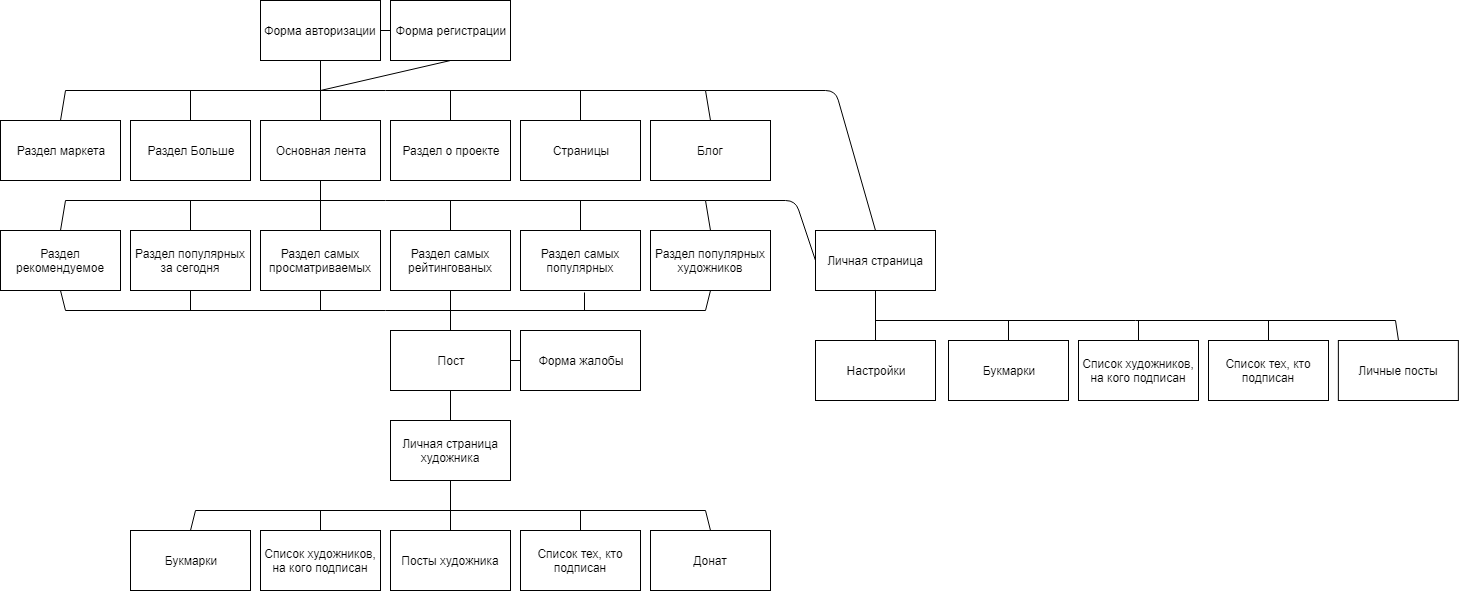 Форма авторизации
Форма регистрации
Раздел маркета
Раздел Больше
Основная лента
Раздел о проекте
Страницы
Блог
Раздел
рекомендуемое
Раздел популярных
за сегодня
Раздел самых
просматриваемых
Раздел самых
рейтингованых
Раздел самых
популярных
Раздел популярных
художников
Личная страница
Пост
Форма жалобы
Настройки
Букмарки
Список художников,
на кого подписан
Список тех, кто
подписан
Личные посты
Личная страница
художника
Букмарки
Список художников,
на кого подписан
Посты художника
Список тех, кто
подписан
Донат